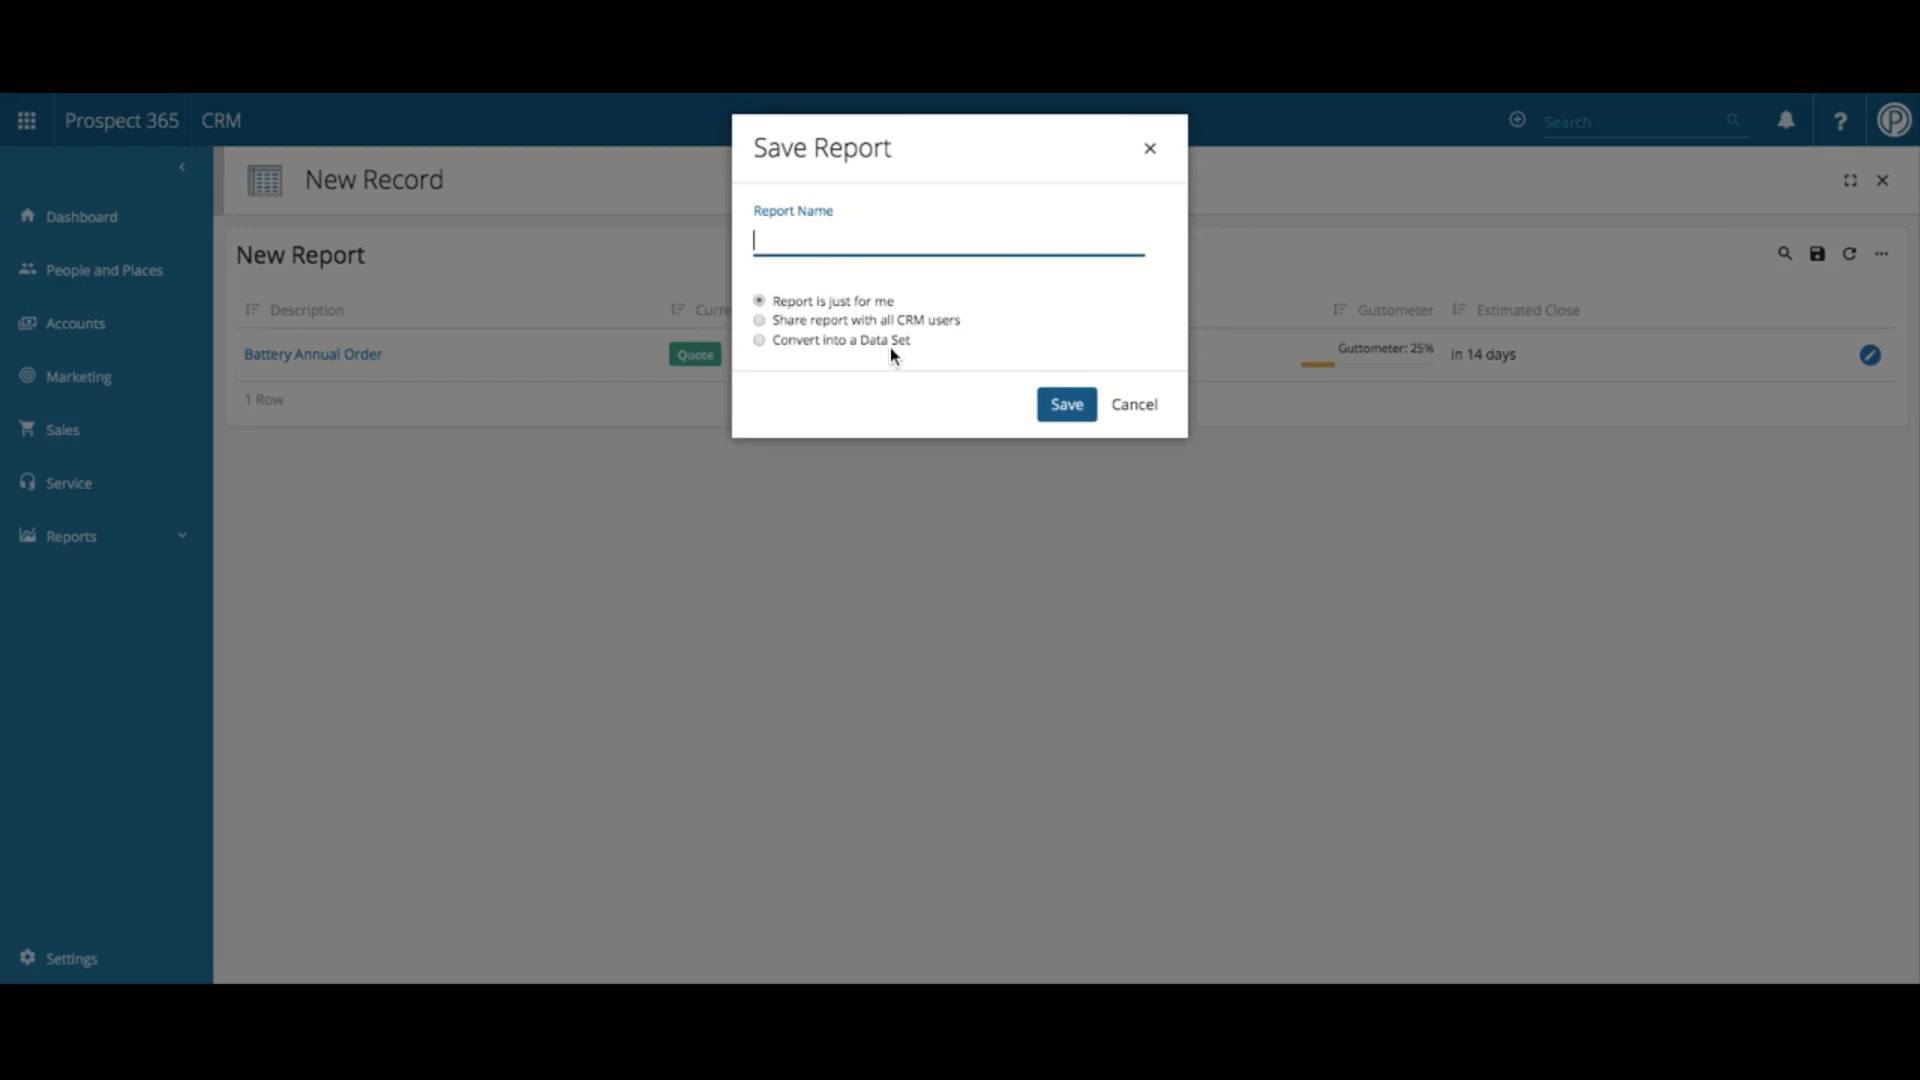 Prospect 365 CRM
Search
?
P
New Record
Dashboard
People and Places
Accounts
Marketing
Sales
Service
Reports
Settings
New Report
Description
Curre
Guttometer
Estimated Close
Battery Annual Order
Quote
Guttometer: 25%
in 14 days
1 Row
Save Report
Report Name
Report is just for me
Share report with all CRM users
Convert into a Data Set
Save
Cancel